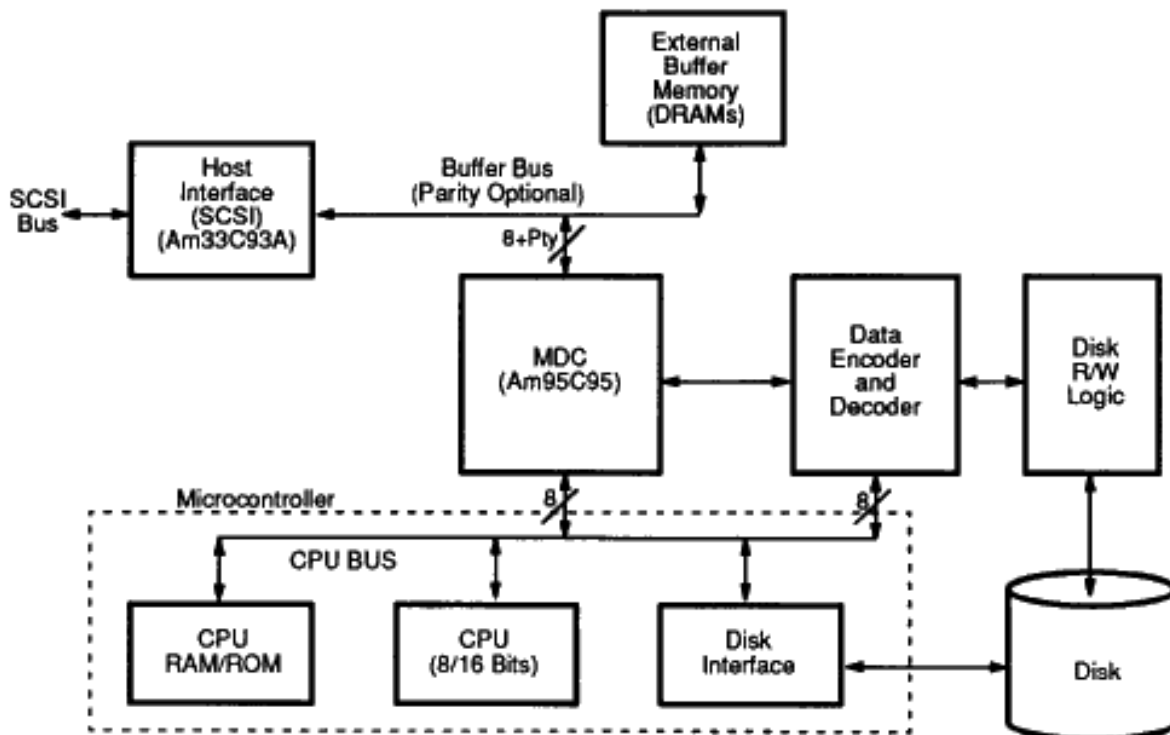 External
Buffer
Memory
(DRAMs)
Host
Interface
(SCSI)
(Am33C93A)
SCSI
Bus
Buffer Bus
(Parity Optional)
8+Pty
MDC
(Am95C95)
Data
Encoder
and
Decoder
Disk
R/W
Logic
Microcontroller
8
8
CPU BUS
CPU
RAM/ROM
CPU
(8/16 Bits)
Disk
Interface
Disk